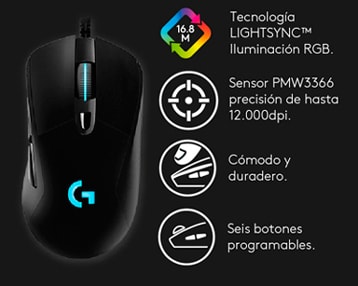 16.8
M
Tecnología
LIGHTSYNC™
Iluminación RGB.
Sensor PMW3366
precisión de hasta
12.000dpi.
Cómodo y
duradero.
Seis botones
programables.